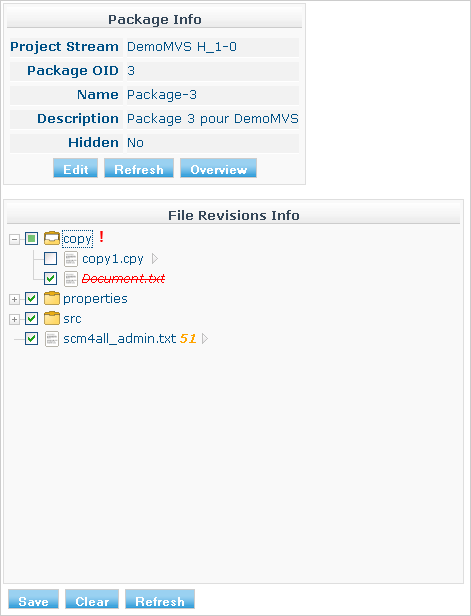 Package Info
Project Stream DemoMVS H_1-0
Package OID 3
Name Package-3
Description Package 3 pour DemoMVS
Hidden No
Edit Refresh Overview
File Revisions Info
copy !
copy1.cpy
Document.txt
properties
src
scm4all_admin.txt 51
Save Clear Refresh